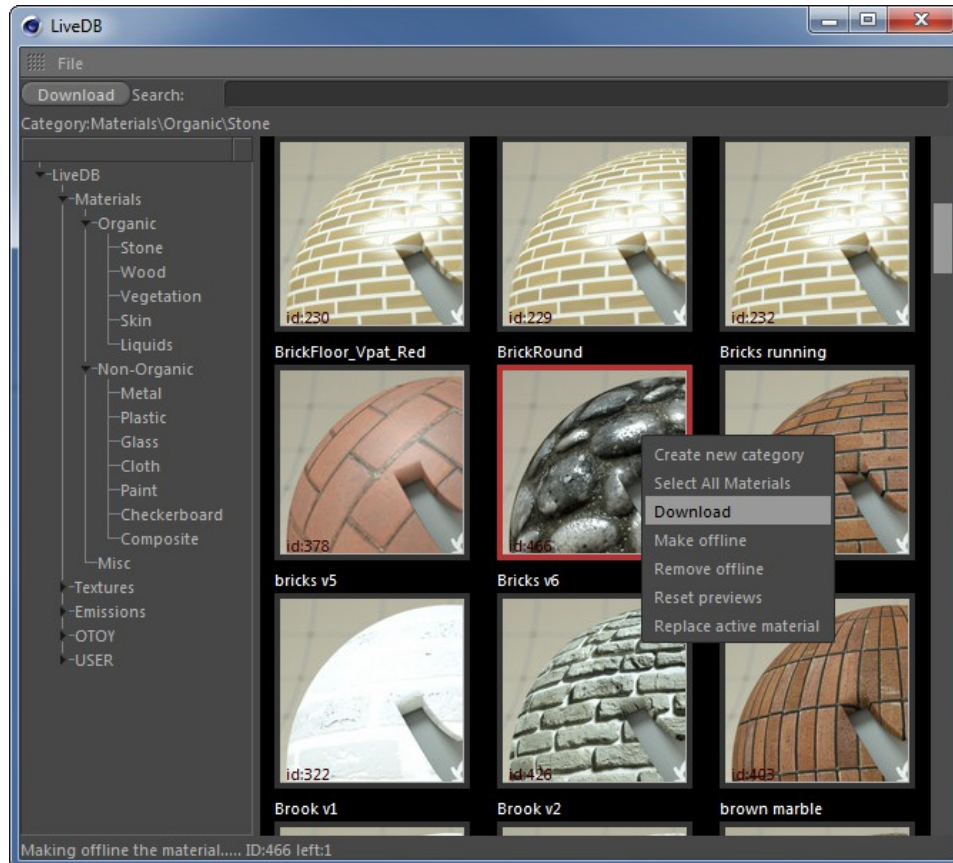 LiveDB
File
Download Search:
Category:Materials\Organic\Stone
LiveDB
Materials
Organic
Stone
Wood
Vegetation
Skin
Liquids
Non-Organic
Metal
Plastic
Glass
Cloth
Paint
Checkerboard
Composite
Misc
Textures
Emissions
OTOY
USER
id:230 id:229 id:232
BrickFloor_Vpat_Red BrickRound Bricks running
id:378 id:466
bricks v5 Bricks v6
id:322 id:426 id:403
Brook v1 Brook v2 brown marble
Create new category
Select All Materials
Download
Make offline
Remove offline
Reset previews
Replace active material
Making offline the material..... ID:466 left:1